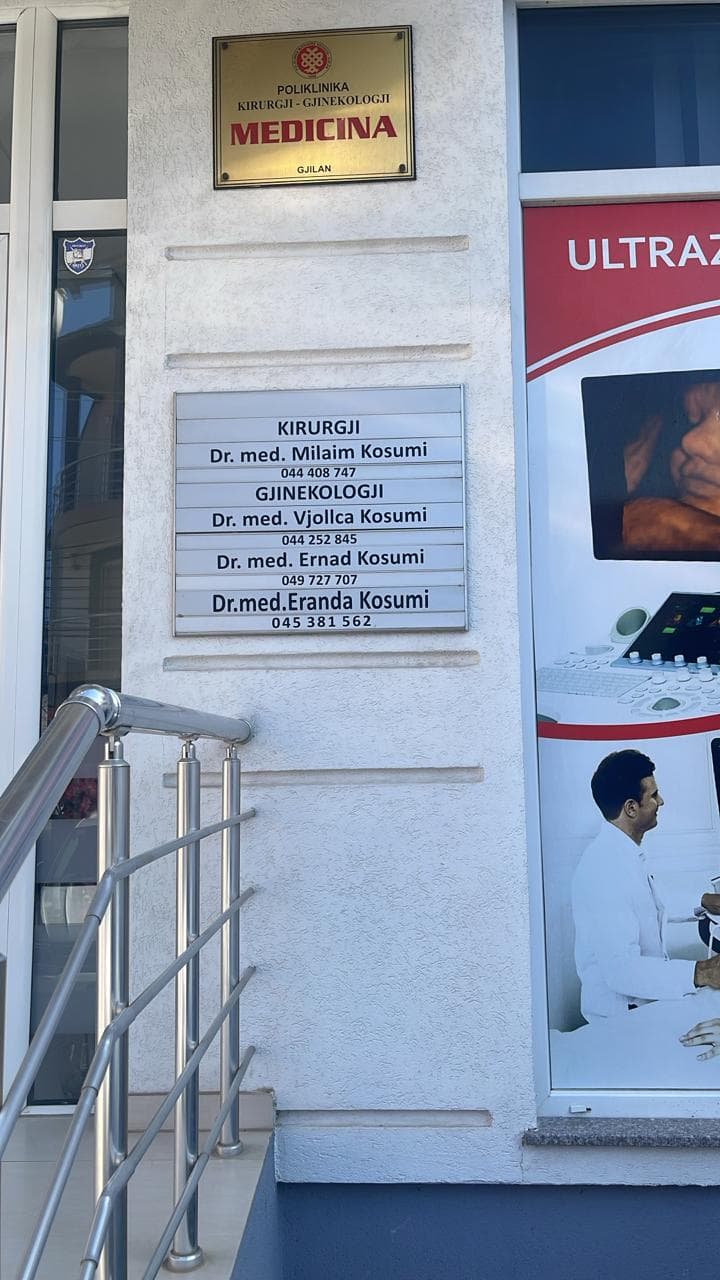 POLIKLINIKA
KIRURGJI - GJINEKOLOGJI
MEDICINA
GJILAN
ULTRAZ
KIRURGJI
Dr. med. Milaim Kosumi
044 408 747
GJINEKOLOGJI
Dr. med. Vjollca Kosumi
044 252 845
Dr. med. Ernad Kosumi
049 727 707
Dr.med.Eranda Kosumi
045 381 562